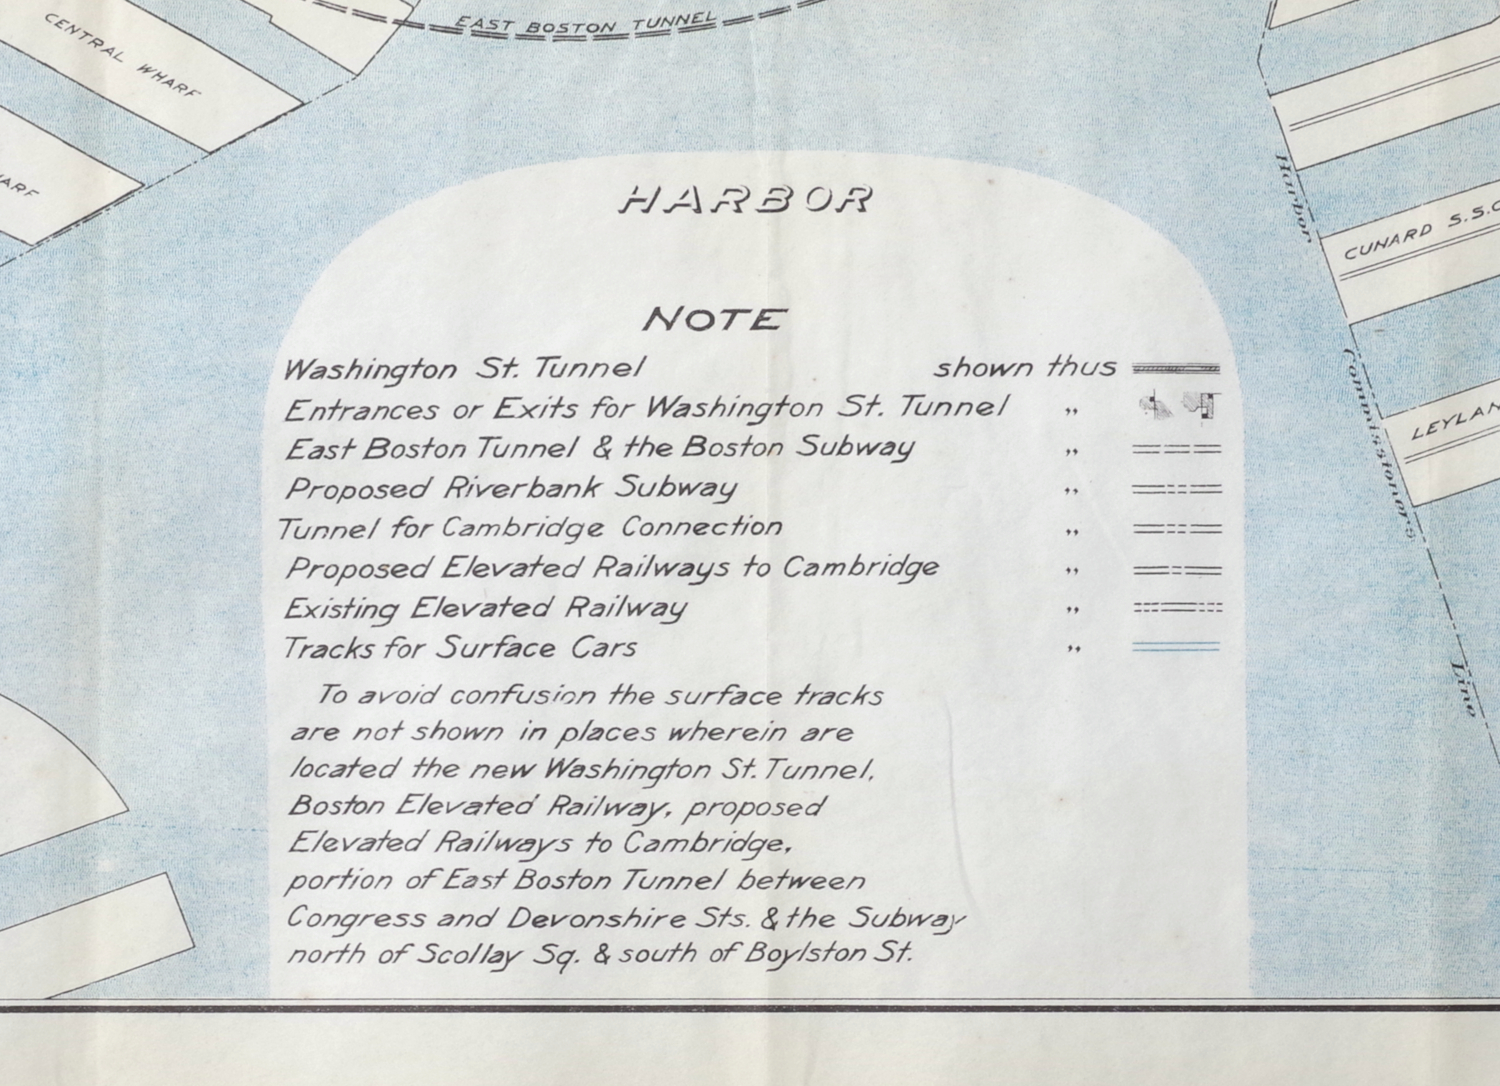 EAST BOSTON TUNNEL
CENTRAL WHARF
HARBOR
Harbor
CUNARD S.S.
NOTE
Washington St. Tunnel shown thus
Entrances or Exits for Washington St. Tunnel "
East Boston Tunnel & the Boston Subway "
Proposed Riverbank Subway "
Tunnel for Cambridge Connection "
Proposed Elevated Railways to Cambridge "
Existing Elevated Railway "
Tracks for Surface Cars "
Commissioner's
Line
To avoid confusion the surface tracks
are not shown in places wherein are
located the new Washington St. Tunnel,
Boston Elevated Railway, proposed
Elevated Railways to Cambridge,
portion of East Boston Tunnel between
Congress and Devonshire Sts. & the Subway
north of Scollay Sq. & south of Boylston St.